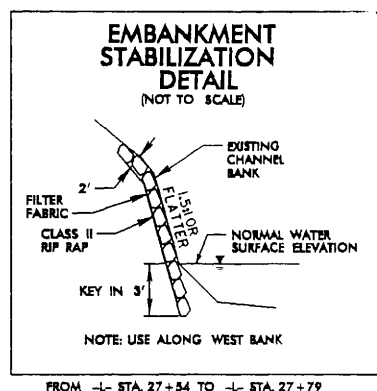 EMBANKMENT
STABILIZATION
DETAIL
(NOT TO SCALE)
EXISTING
CHANNEL
BANK
2'
FILTER
FABRIC
1.5:1 OR
FLATTER
CLASS II
RIP RAP
NORMAL WATER
SURFACE ELEVATION
KEY IN 3'
NOTE: USE ALONG WEST BANK
FROM -L- STA. 27+54 TO -L- STA. 27+79